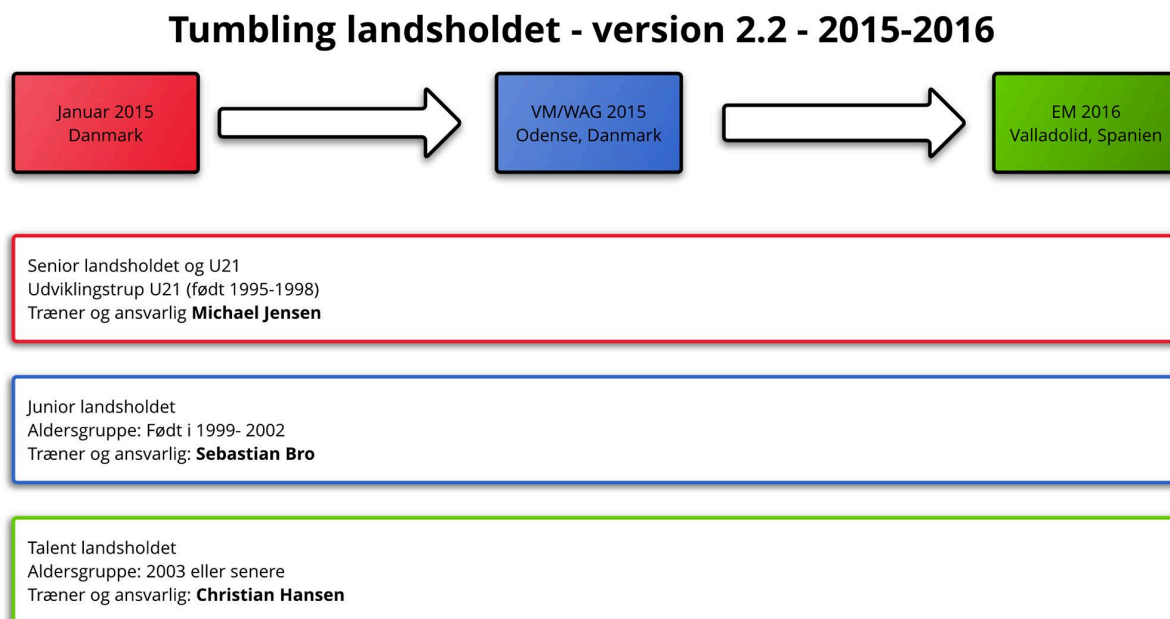 Tumbling landsholdet - version 2.2 - 2015-2016
Januar 2015
Danmark
VM/WAG 2015
Odense, Danmark
EM 2016
Valladolid, Spanien
Senior landsholdet og U21
Udviklingstrup U21 (født 1995-1998)
Træner og ansvarlig Michael Jensen
Junior landsholdet
Aldersgruppe: Født i 1999- 2002
Træner og ansvarlig: Sebastian Bro
Talent landsholdet
Aldersgruppe: 2003 eller senere
Træner og ansvarlig: Christian Hansen